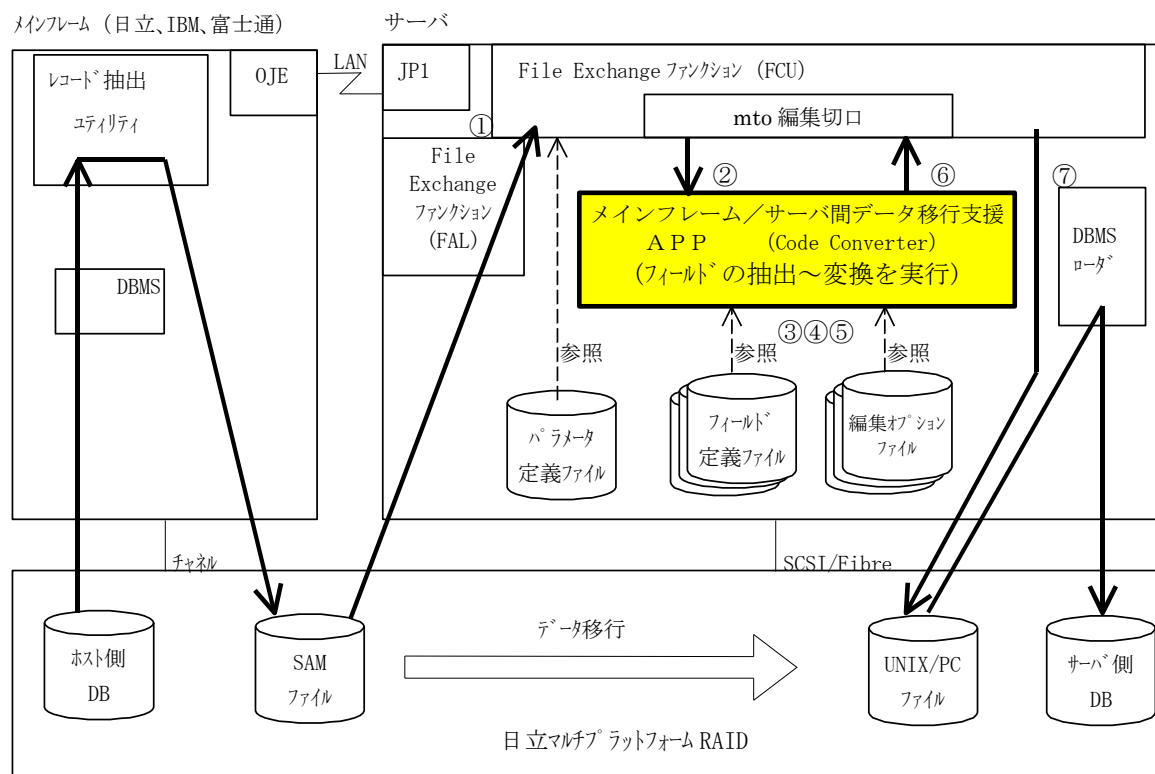 メインフレーム (日立、IBM、富士通)
サーバ
レコード抽出
ユティリティ
OJE
LAN
JP1
File Exchange ファンクション (FCU)
mto 編集切口
①
File
Exchange
ファンクション
(FAL)
②
⑥
⑦
メインフレーム／サーバ間データ移行支援
ＡＰＰ (Code Converter)
(フィールドの抽出～変換を実行)
DBMS
ローダ
DBMS
③④⑤
参照
参照
参照
パラメータ
定義ファイル
フィールド
定義ファイル
編集オプション
ファイル
チャネル
SCSI/Fibre
ホスト側
DB
SAM
ファイル
データ移行
UNIX/PC
ファイル
サーバ側
DB
日立マルチプラットフォーム RAID